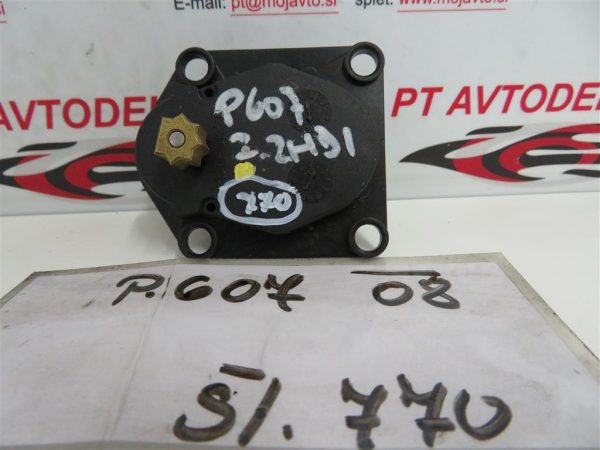 E-mail: pt@mojavto.si splet: www.mojavto.si
PT AVTODEL
PT AVTODEL
P607
2.2HDI
770
P.607 08
Š1. 770